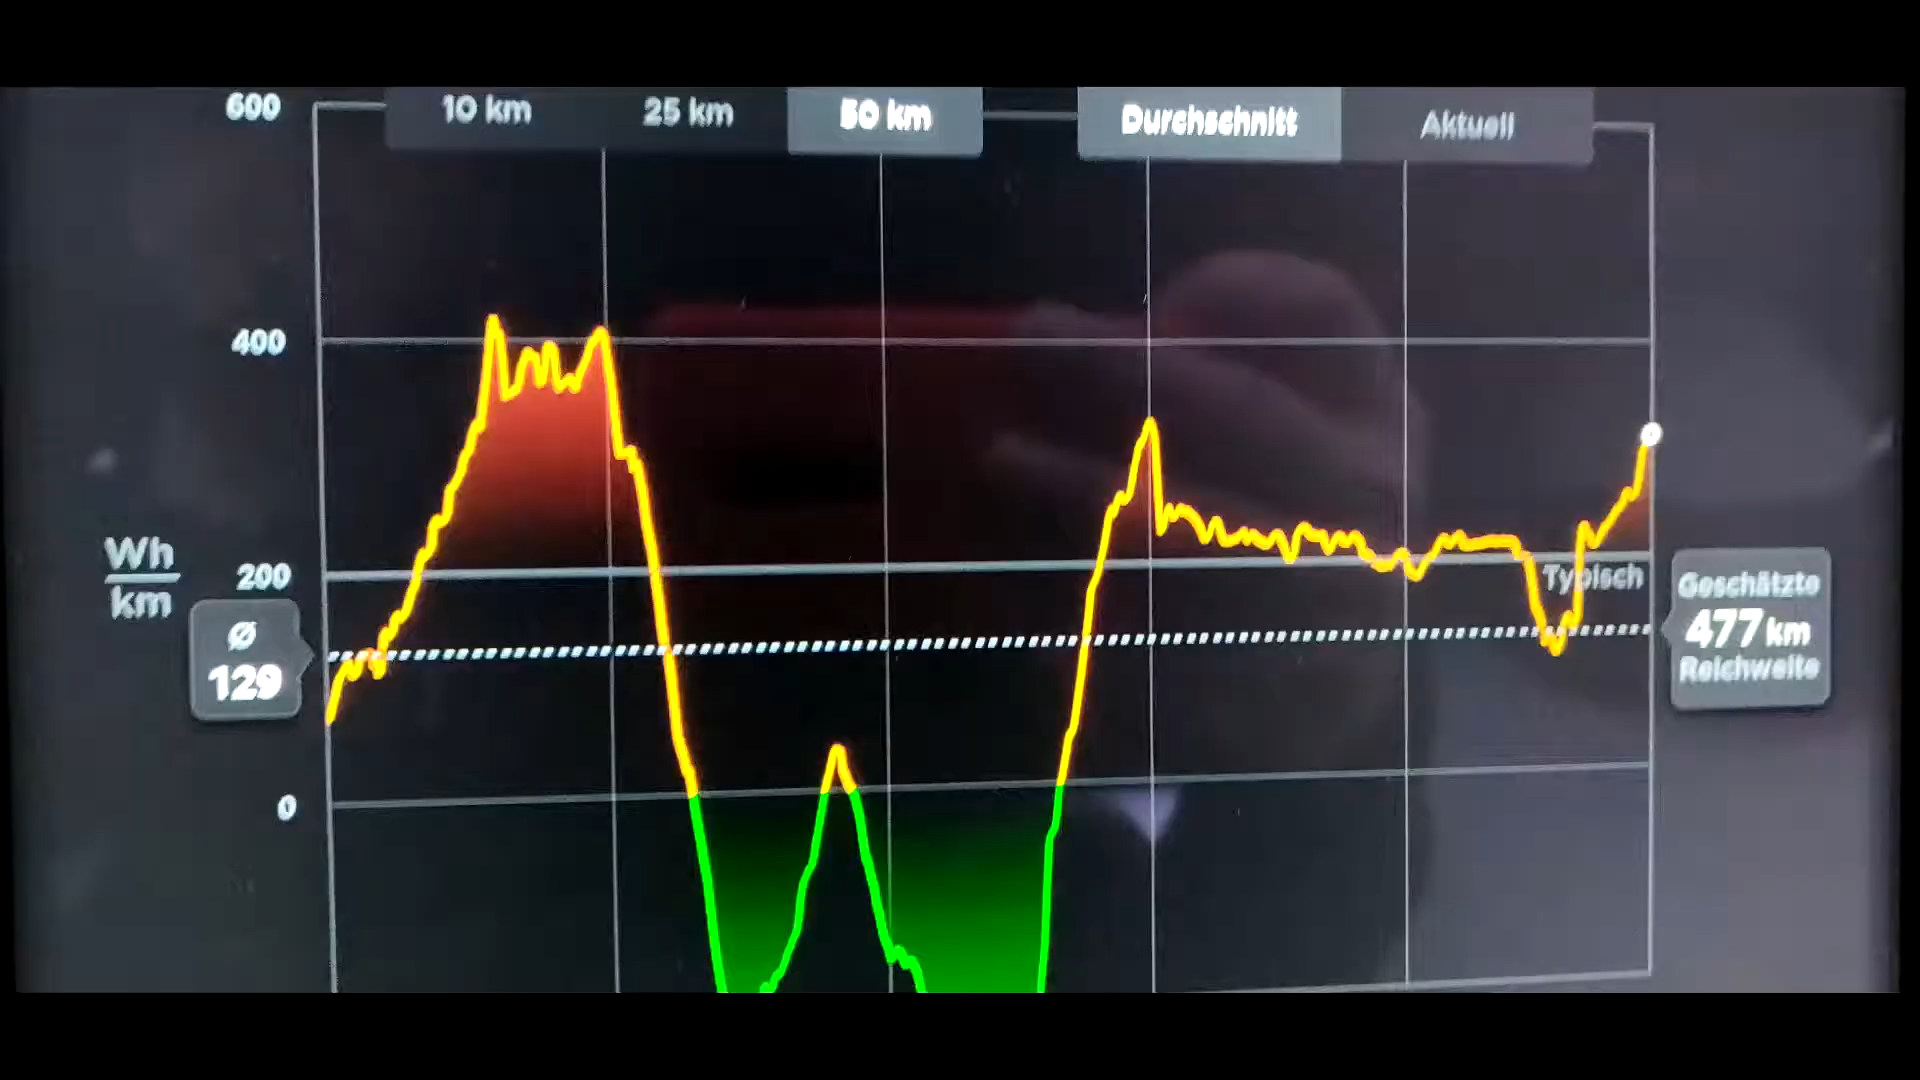 600
10 km
25 km
50 km
Durchschnitt
Aktuell
400
Wh
km
200
Typisch
Ø
129
Geschätzte
477 km
Reichweite
0